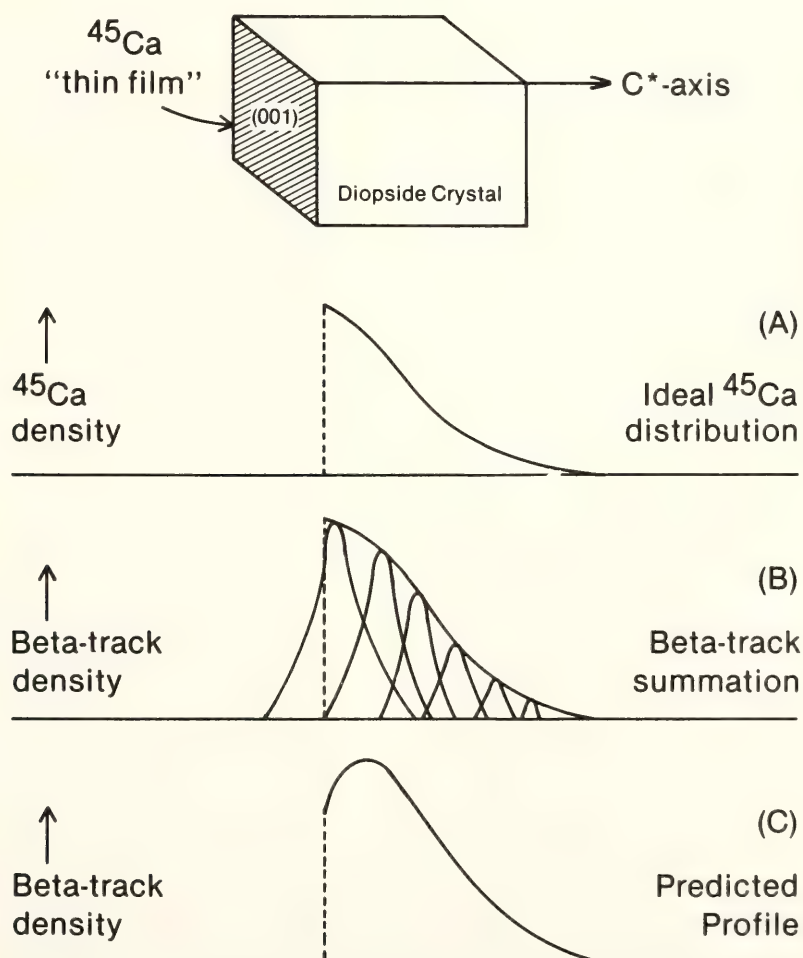 45Ca
“thin film”
(001)
C*-axis
Diopside Crystal
(A)
45Ca
density
Ideal 45Ca
distribution
(B)
Beta-track
density
Beta-track
summation
(C)
Beta-track
density
Predicted
Profile